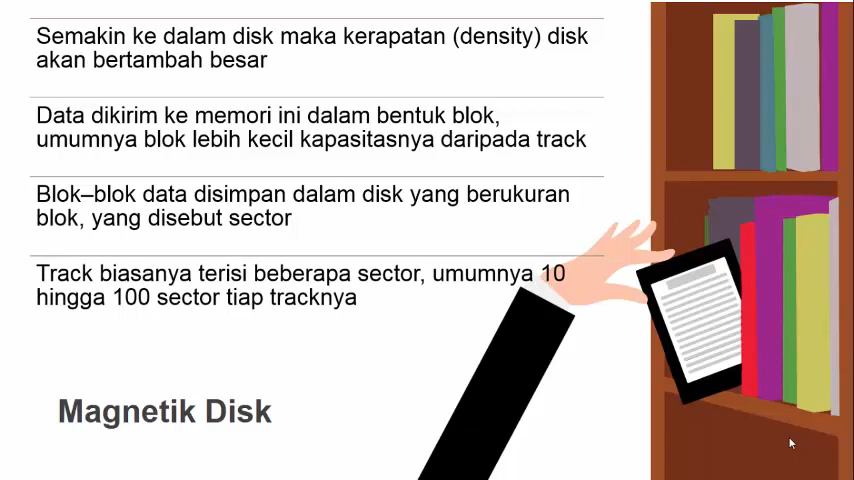 Semakin ke dalam disk maka kerapatan (density) disk
akan bertambah besar
Data dikirim ke memori ini dalam bentuk blok,
umumnya blok lebih kecil kapasitasnya daripada track
Blok–blok data disimpan dalam disk yang berukuran
blok, yang disebut sector
Track biasanya terisi beberapa sector, umumnya 10
hingga 100 sector tiap tracknya
Magnetik Disk